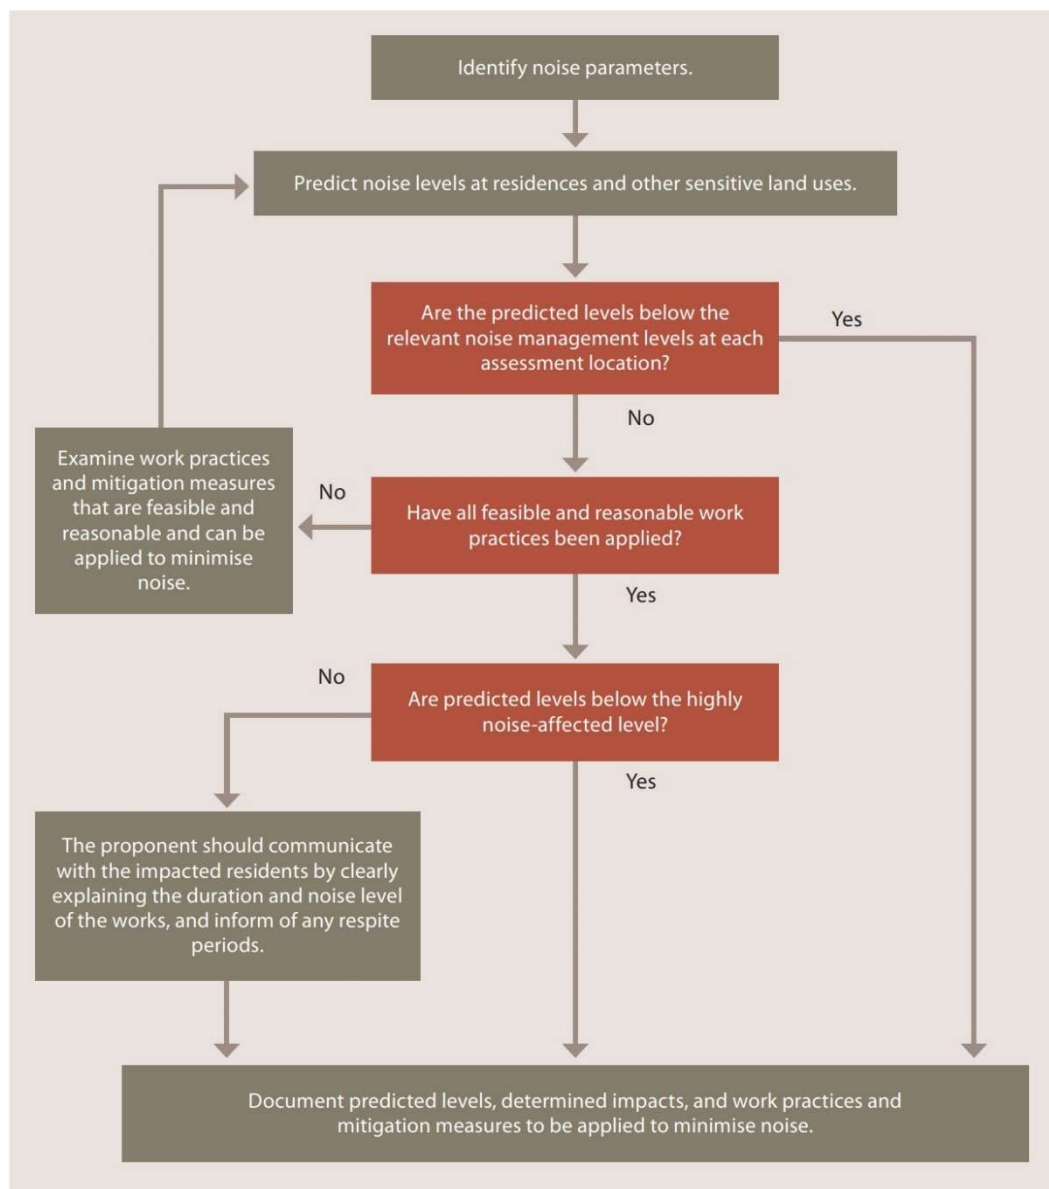 Identify noise parameters.
Predict noise levels at residences and other sensitive land uses.
Are the predicted levels below the
relevant noise management levels at each
assessment location?
Yes
No
Examine work practices
and mitigation measures
that are feasible and
reasonable and can be
applied to minimise
noise.
No
Have all feasible and reasonable work
practices been applied?
Yes
No
Are predicted levels below the highly
noise-affected level?
Yes
The proponent should communicate
with the impacted residents by clearly
explaining the duration and noise level
of the works, and inform of any respite
periods.
Document predicted levels, determined impacts, and work practices and
mitigation measures to be applied to minimise noise.